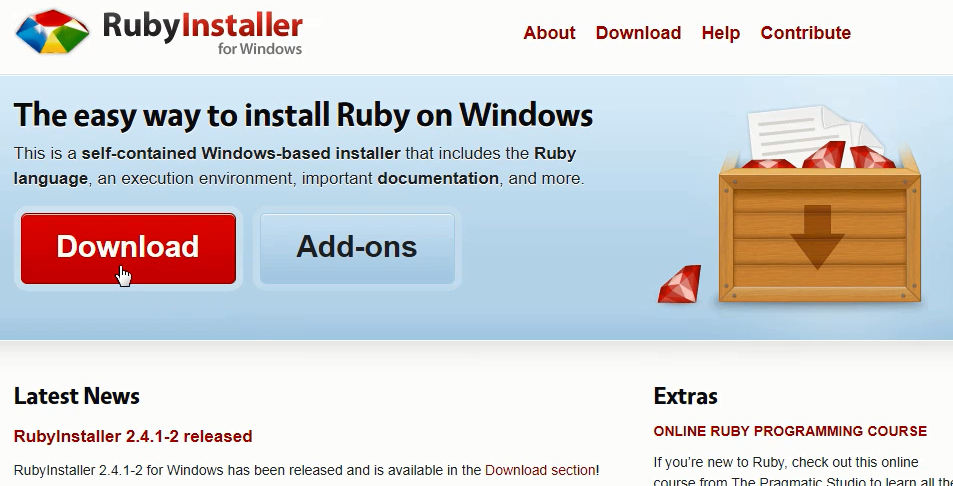 RubyInstaller
for Windows
About Download Help Contribute
The easy way to install Ruby on Windows
This is a self-contained Windows-based installer that includes the Ruby
language, an execution environment, important documentation, and more.
Download Add-ons
Latest News
RubyInstaller 2.4.1-2 released
RubyInstaller 2.4.1-2 for Windows has been released and is available in the Download section!
Extras
ONLINE RUBY PROGRAMMING COURSE
If you’re new to Ruby, check out this online
course from The Pragmatic Studio to learn all the